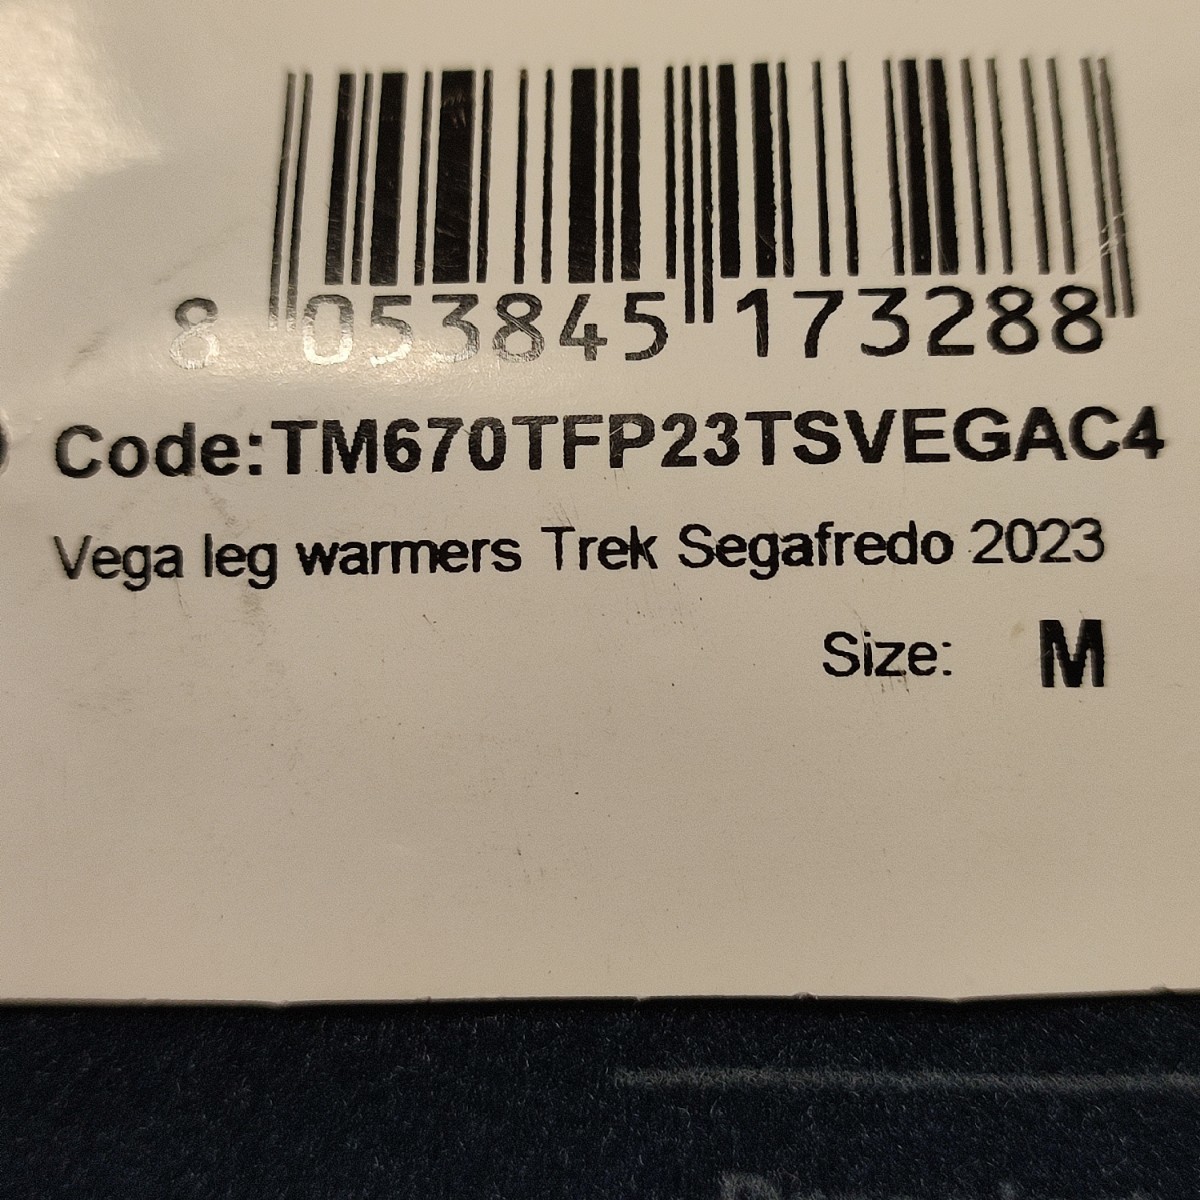 8 053845 173288
Code:TM670TFP23TSVEGAC4
Vega leg warmers Trek Segafredo 2023
Size: M